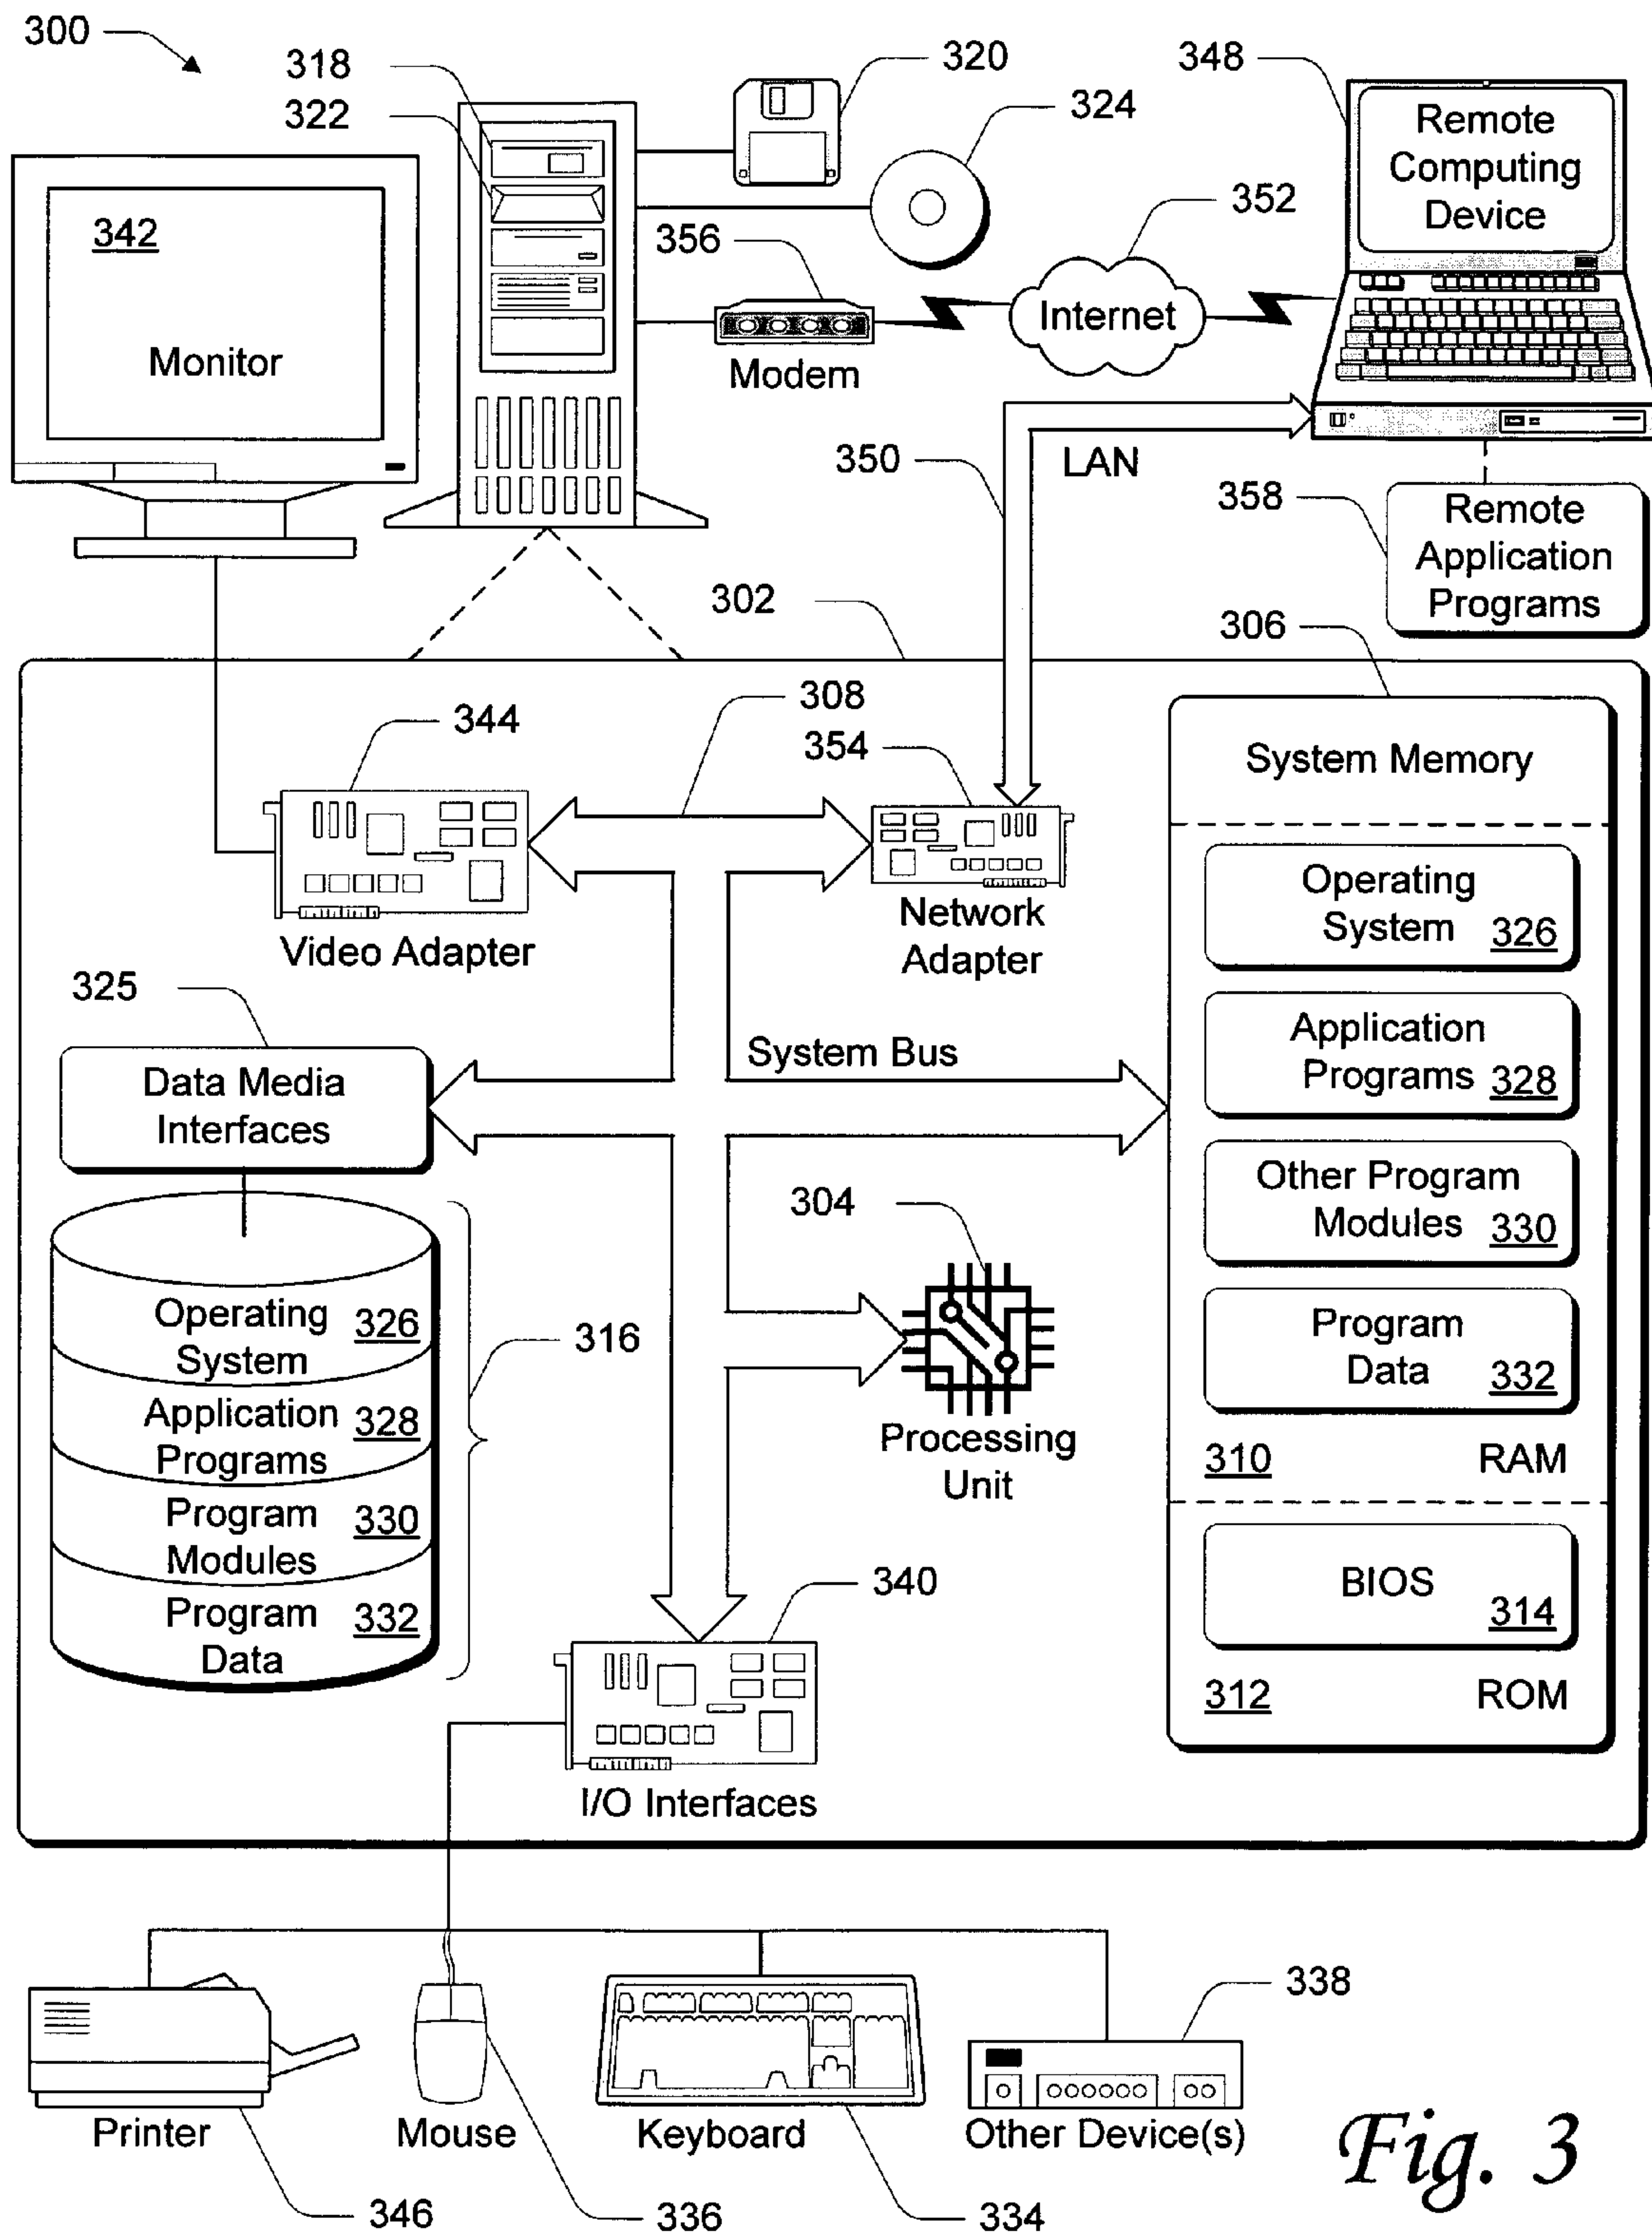 300
318
322
320
324
348
Remote
Computing
Device
342
Monitor
356
Modem
352
Internet
350
LAN
358
Remote
Application
Programs
302
306
308
344
354
Video Adapter
Network
Adapter
System Memory
Operating
System 326
Application
Programs 328
Other Program
Modules 330
Program
Data 332
310 RAM
BIOS
314
312 ROM
325
Data Media
Interfaces
System Bus
304
Processing
Unit
Operating
System 326
Application
Programs 328
Program
Modules 330
Program
Data 332
316
340
I/O Interfaces
338
Printer
Mouse
Keyboard
Other Device(s)
346
336
334
Fig. 3